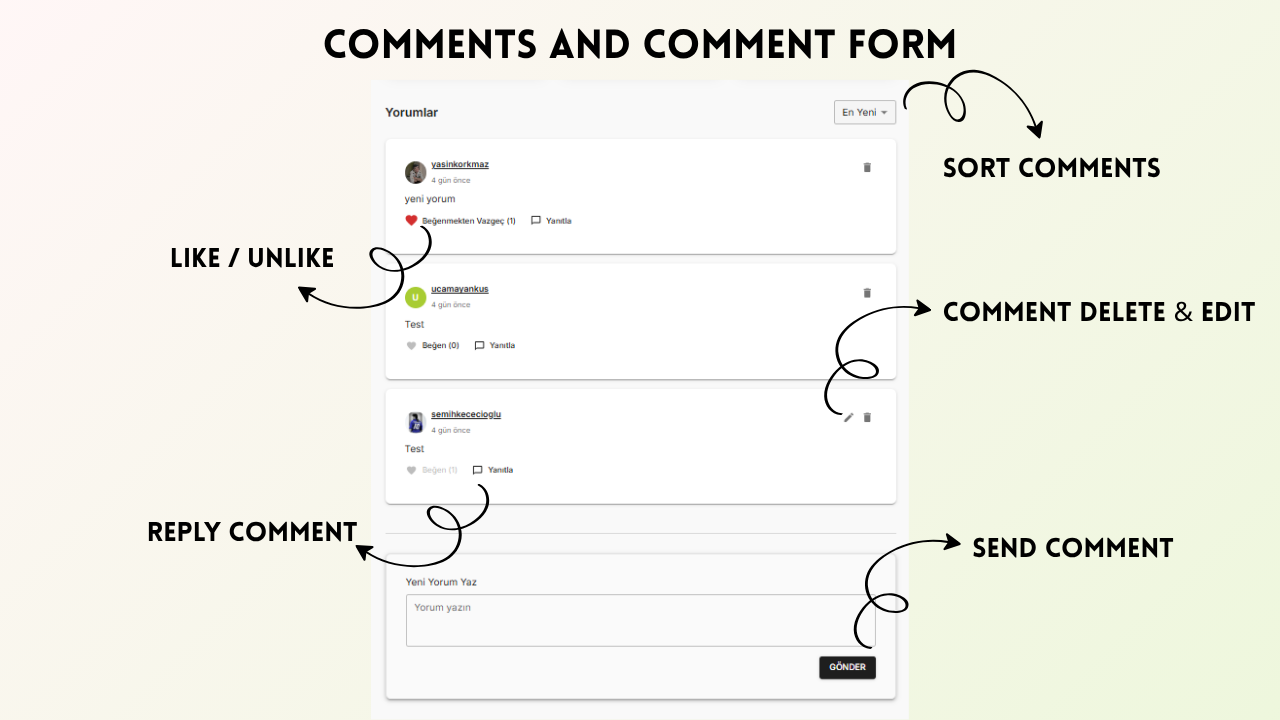 COMMENTS AND COMMENT FORM
Yorumlar
En Yeni
SORT COMMENTS
yasinkorkmaz
4 gün önce
yeni yorum
Beğenmekten Vazgeç (1) Yanıtla
LIKE / UNLIKE
U
ucamayankus
4 gün önce
Test
Beğen (0) Yanıtla
COMMENT DELETE & EDIT
semihkececioglu
4 gün önce
Test
Beğen (1) Yanıtla
REPLY COMMENT
SEND COMMENT
Yeni Yorum Yaz
Yorum yazın
GÖNDER